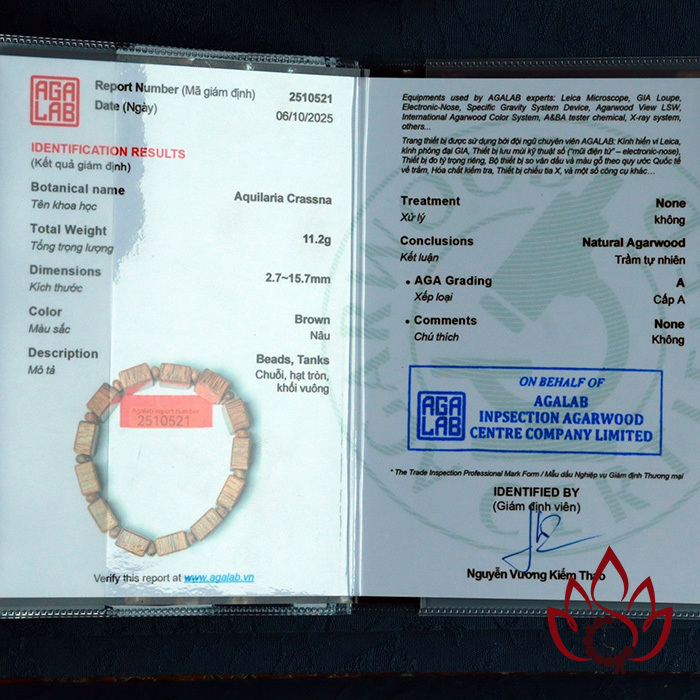 AGA
LAB
Report Number (Mã giám định) 2510521
Date (Ngày) 06/10/2025
IDENTIFICATION RESULTS
(Kết quả giám định)
Botanical name Aquilaria Crassna
Tên khoa học
Total Weight 11.2g
Tổng trọng lượng
Dimensions 2.7~15.7mm
Kích thước
Color Brown
Màu sắc Nâu
Description Beads, Tanks
Mô tả Chuỗi, hạt tròn,
khối vuông
Agalab report number
2510521
Verify this report at www.agalab.vn
Equipments used by AGALAB experts: Leica Microscope, GIA Loupe,
Electronic-Nose, Specific Gravity System Device, Agarwood View LSW,
International Agarwood Color System, A&BA tester chemical, X-ray system,
others...
Trang thiết bị được sử dụng bởi đội ngũ chuyên viên AGALAB: Kính hiển vi Leica,
Kính phóng đại GIA, Thiết bị lưu mùi kỹ thuật số ("mũi điện tử" – electronic-nose),
Thiết bị đo tỷ trọng riêng, Bộ thiết bị so vân dầu và màu gỗ theo quy ước Quốc tế
về trầm, Hóa chất kiểm tra, Thiết bị chiếu tia X, và một số công cụ khác…
Treatment None
Xử lý không
Conclusions Natural Agarwood
Kết luận Trầm tự nhiên
• AGA Grading A
Xếp loại Cấp A
• Comments None
Chú thích Không
AGA
LAB
ON BEHALF OF
AGALAB
INPSECTION AGARWOOD
CENTRE COMPANY LIMITED
* The Trade Inspection Professional Mark Form / Mẫu dấu Nghiệp vụ Giám định Thương mại
IDENTIFIED BY
(Giám định viên)
Nguyễn Vương Kiếm Thao